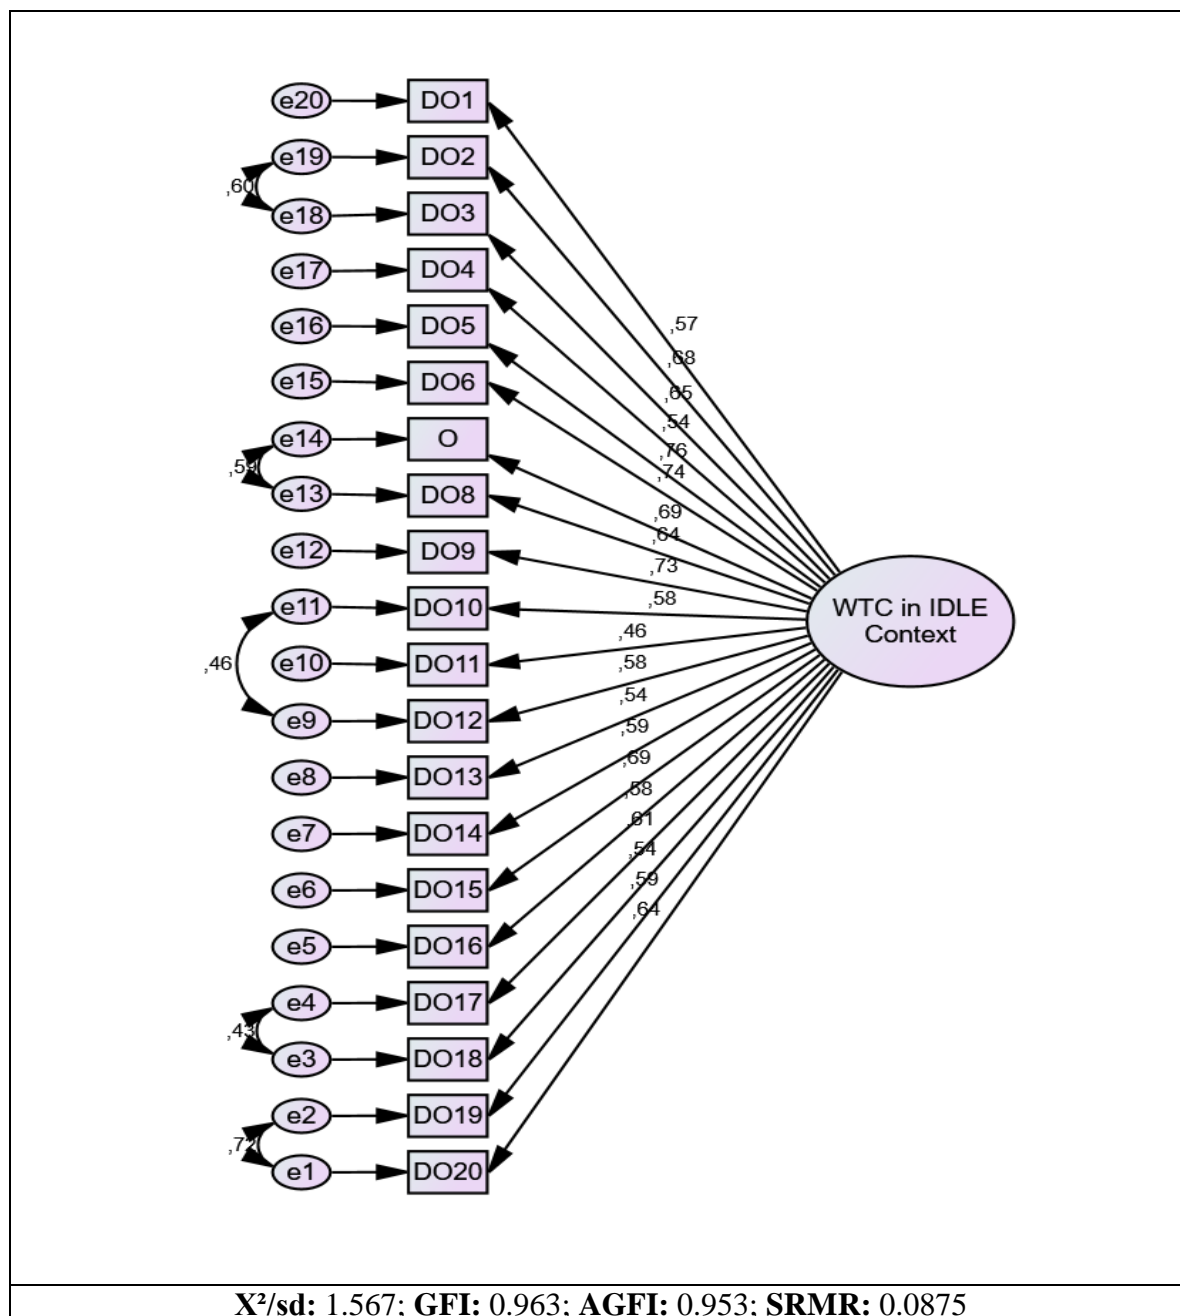 e20
DO1
e19
DO2
,60
e18
DO3
e17
DO4
e16
DO5
,57
,68
e15
DO6
,65
,54
e14
O
,76
,59
,74
e13
DO8
,69
,64
e12
DO9
,73
e11
DO10
,58
WTC in IDLE
Context
,46
e10
DO11
,46
,58
e9
DO12
,54
,59
e8
DO13
,69
,58
e7
DO14
,61
,54
e6
DO15
,59
,64
e5
DO16
e4
DO17
,43
e3
DO18
e2
DO19
,72
e1
DO20
X²/sd: 1.567; GFI: 0.963; AGFI: 0.953; SRMR: 0.0875